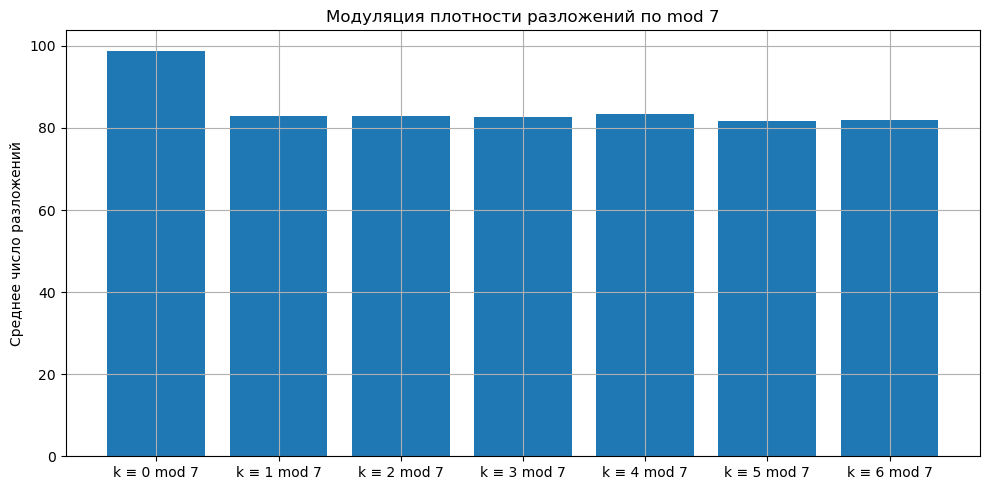 Модуляция плотности разложений по mod 7
Среднее число разложений
100
80
60
40
20
0
k ≡ 0 mod 7
k ≡ 1 mod 7
k ≡ 2 mod 7
k ≡ 3 mod 7
k ≡ 4 mod 7
k ≡ 5 mod 7
k ≡ 6 mod 7